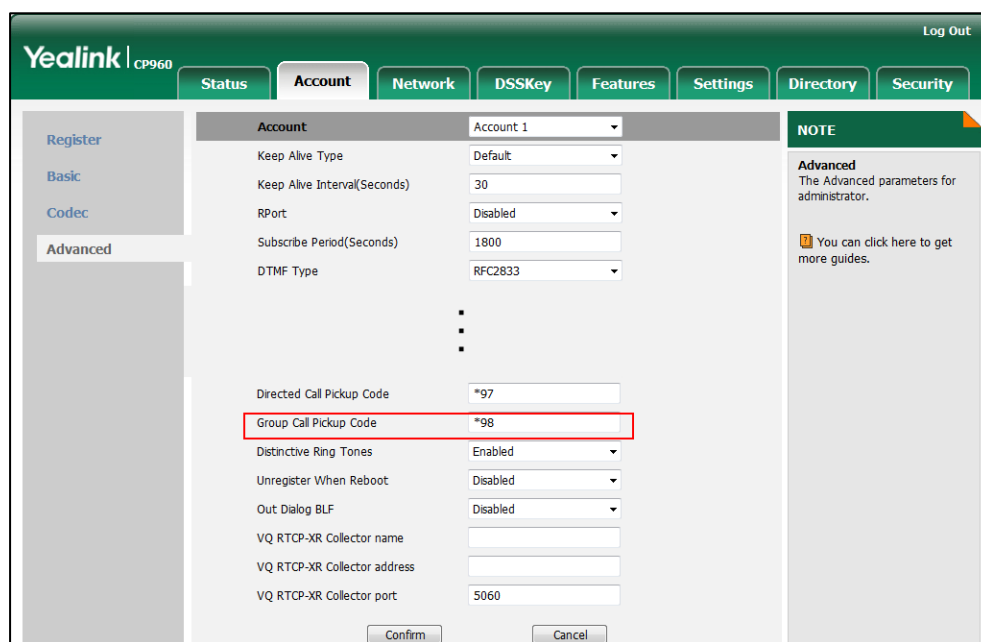 Log Out
Yealink CP960
Status Account Network DSSKey Features Settings Directory Security
Register
Basic
Codec
Advanced
Account Account 1
Keep Alive Type Default
Keep Alive Interval(Seconds) 30
RPort Disabled
Subscribe Period(Seconds) 1800
DTMF Type RFC2833
Directed Call Pickup Code *97
Group Call Pickup Code *98
Distinctive Ring Tones Enabled
Unregister When Reboot Disabled
Out Dialog BLF Disabled
VQ RTCP-XR Collector name
VQ RTCP-XR Collector address
VQ RTCP-XR Collector port 5060
Confirm Cancel
NOTE
Advanced
The Advanced parameters for
administrator.
You can click here to get
more guides.